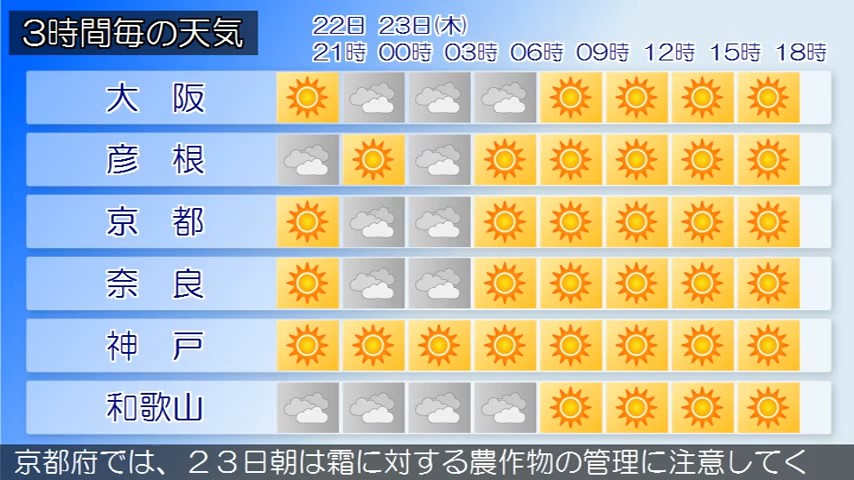 3時間毎の天気
22日 23日(木)
21時 00時 03時 06時 09時 12時 15時 18時
大阪
彦根
京都
奈良
神戸
和歌山
京都府では、２３日朝は霜に対する農作物の管理に注意してく